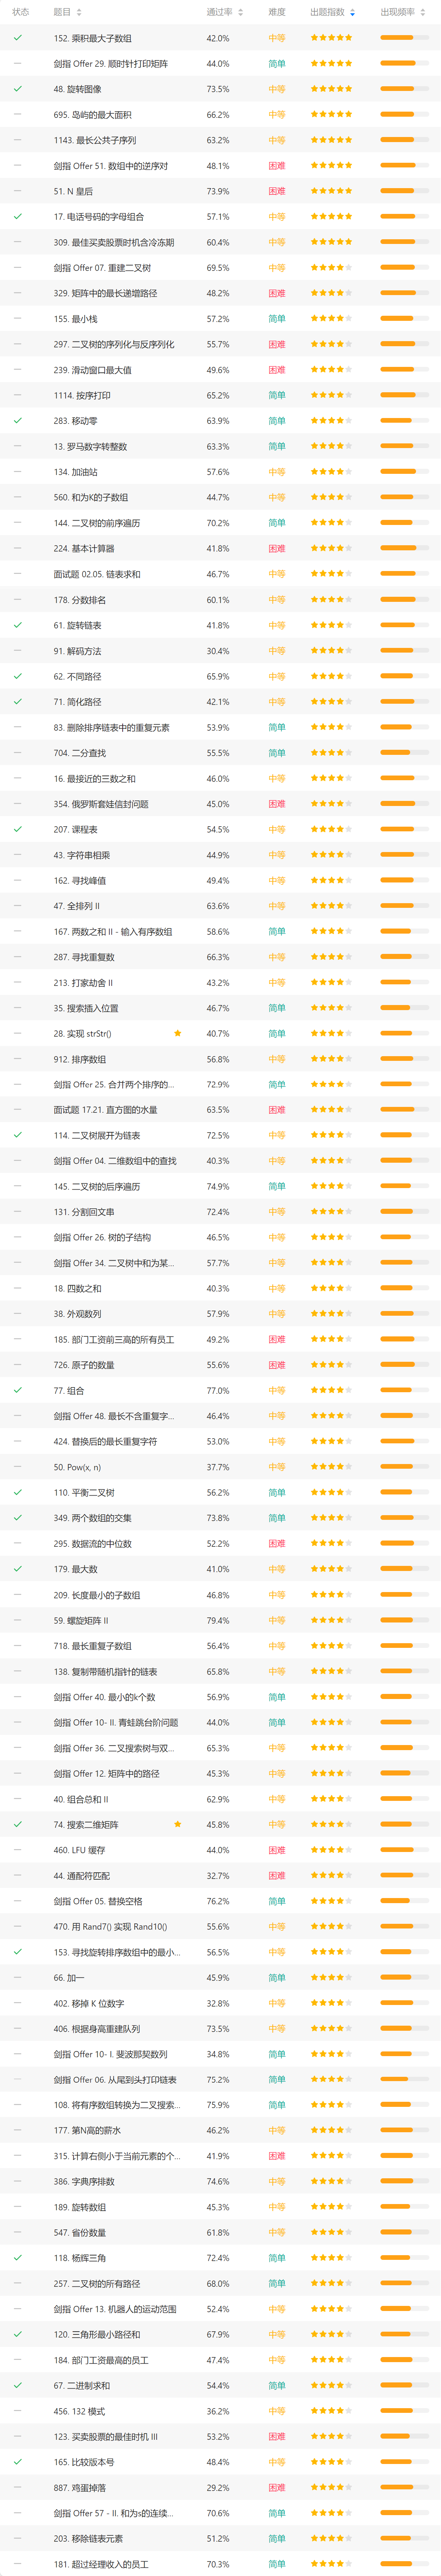 状态 题目 通过率 难度 出题指数 出现频率
152. 乘积最大子数组 42.0% 中等
剑指 Offer 29. 顺时针打印矩阵 44.0% 简单
48. 旋转图像 73.5% 中等
695. 岛屿的最大面积 66.2% 中等
1143. 最长公共子序列 63.2% 中等
剑指 Offer 51. 数组中的逆序对 48.1% 困难
51. N 皇后 73.9% 困难
17. 电话号码的字母组合 57.1% 中等
309. 最佳买卖股票时机含冷冻期 60.4% 中等
剑指 Offer 07. 重建二叉树 69.5% 中等
329. 矩阵中的最长递增路径 48.2% 困难
155. 最小栈 57.2% 简单
297. 二叉树的序列化与反序列化 55.7% 困难
239. 滑动窗口最大值 49.6% 困难
1114. 按序打印 65.2% 简单
283. 移动零 63.9% 简单
13. 罗马数字转整数 63.3% 简单
134. 加油站 57.6% 中等
560. 和为K的子数组 44.7% 中等
144. 二叉树的前序遍历 70.2% 简单
224. 基本计算器 41.8% 困难
面试题 02.05. 链表求和 46.7% 中等
178. 分数排名 60.1% 中等
61. 旋转链表 41.8% 中等
91. 解码方法 30.4% 中等
62. 不同路径 65.9% 中等
71. 简化路径 42.1% 中等
83. 删除排序链表中的重复元素 53.9% 简单
704. 二分查找 55.5% 简单
16. 最接近的三数之和 46.0% 中等
354. 俄罗斯套娃信封问题 45.0% 困难
207. 课程表 54.5% 中等
43. 字符串相乘 44.9% 中等
162. 寻找峰值 49.4% 中等
47. 全排列 II 63.6% 中等
167. 两数之和 II - 输入有序数组 58.6% 简单
287. 寻找重复数 66.3% 中等
213. 打家劫舍 II 43.2% 中等
35. 搜索插入位置 46.7% 简单
28. 实现 strStr() 40.7% 简单
912. 排序数组 56.8% 中等
剑指 Offer 25. 合并两个排序的... 72.9% 简单
面试题 17.21. 直方图的水量 63.5% 困难
114. 二叉树展开为链表 72.5% 中等
剑指 Offer 04. 二维数组中的查找 40.3% 中等
145. 二叉树的后序遍历 74.9% 简单
131. 分割回文串 72.4% 中等
剑指 Offer 26. 树的子结构 46.5% 中等
剑指 Offer 34. 二叉树中和为某... 57.7% 中等
18. 四数之和 40.3% 中等
38. 外观数列 57.9% 中等
185. 部门工资前三高的所有员工 49.2% 困难
726. 原子的数量 55.6% 困难
77. 组合 77.0% 中等
剑指 Offer 48. 最长不含重复字... 46.4% 中等
424. 替换后的最长重复字符 53.0% 中等
50. Pow(x, n) 37.7% 中等
110. 平衡二叉树 56.2% 简单
349. 两个数组的交集 73.8% 简单
295. 数据流的中位数 52.2% 困难
179. 最大数 41.0% 中等
209. 长度最小的子数组 46.8% 中等
59. 螺旋矩阵 II 79.4% 中等
718. 最长重复子数组 56.4% 中等
138. 复制带随机指针的链表 65.8% 中等
剑指 Offer 40. 最小的k个数 56.9% 简单
剑指 Offer 10- II. 青蛙跳台阶问题 44.0% 简单
剑指 Offer 36. 二叉搜索树与双... 65.3% 中等
剑指 Offer 12. 矩阵中的路径 45.3% 中等
40. 组合总和 II 62.9% 中等
74. 搜索二维矩阵 45.8% 中等
460. LFU 缓存 44.0% 困难
44. 通配符匹配 32.7% 困难
剑指 Offer 05. 替换空格 76.2% 简单
470. 用 Rand7() 实现 Rand10() 55.6% 中等
153. 寻找旋转排序数组中的最小... 56.5% 中等
66. 加一 45.9% 简单
402. 移掉 K 位数字 32.8% 中等
406. 根据身高重建队列 73.5% 中等
剑指 Offer 10- I. 斐波那契数列 34.8% 简单
剑指 Offer 06. 从尾到头打印链表 75.2% 简单
108. 将有序数组转换为二叉搜索... 75.9% 简单
177. 第N高的薪水 46.2% 中等
315. 计算右侧小于当前元素的个... 41.9% 困难
386. 字典序排数 74.6% 中等
189. 旋转数组 45.3% 中等
547. 省份数量 61.8% 中等
118. 杨辉三角 72.4% 简单
257. 二叉树的所有路径 68.0% 简单
剑指 Offer 13. 机器人的运动范围 52.4% 中等
120. 三角形最小路径和 67.9% 中等
184. 部门工资最高的员工 47.4% 中等
67. 二进制求和 54.4% 简单
456. 132 模式 36.2% 中等
123. 买卖股票的最佳时机 III 53.2% 困难
165. 比较版本号 48.4% 中等
887. 鸡蛋掉落 29.2% 困难
剑指 Offer 57 - II. 和为s的连续... 70.6% 简单
203. 移除链表元素 51.2% 简单
181. 超过经理收入的员工 70.3% 简单